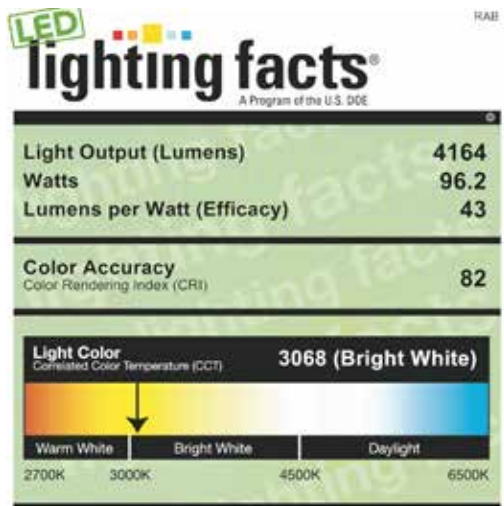 RAB
LED
lighting facts®
A Program of the U.S. DOE
Light Output (Lumens) 4164
Watts 96.2
Lumens per Watt (Efficacy) 43
Color Accuracy
Color Rendering Index (CRI) 82
Light Color
Correlated Color Temperature (CCT) 3068 (Bright White)
Warm White Bright White Daylight
2700K 3000K 4500K 6500K